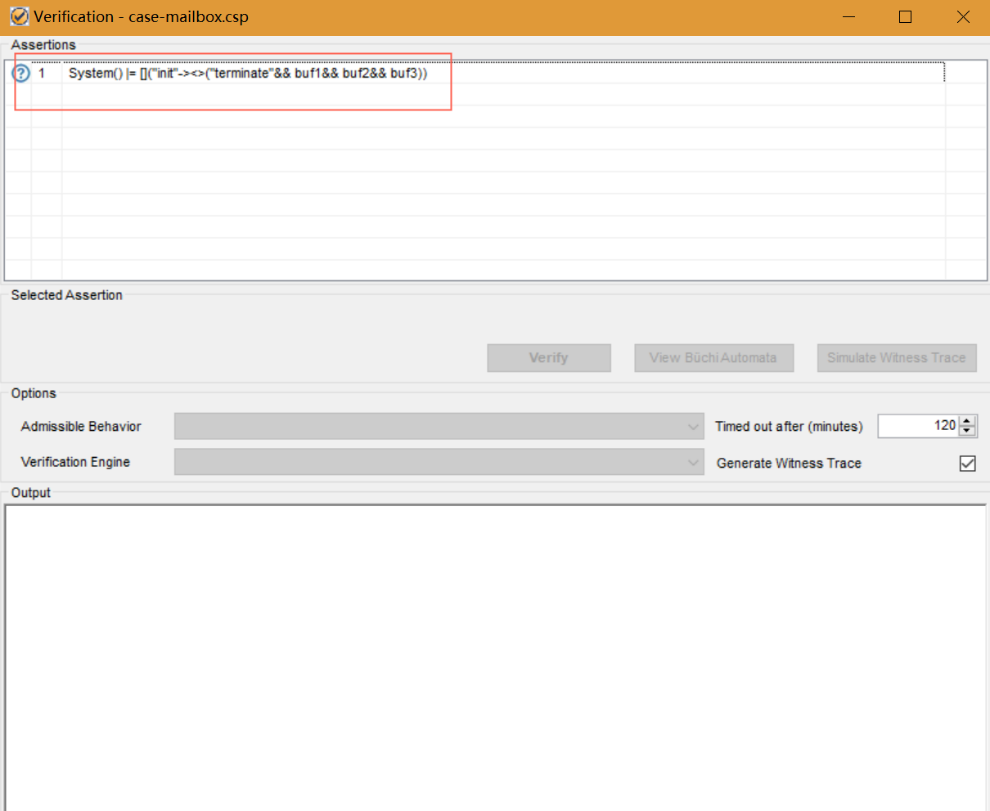 Verification - case-mailbox.csp
Assertions
1 System() |= []("init"-><>("terminate"&& buf1&& buf2&& buf3))
Selected Assertion
Verify View Büchi Automata Simulate Witness Trace
Options
Admissible Behavior Timed out after (minutes) 120
Verification Engine Generate Witness Trace
Output